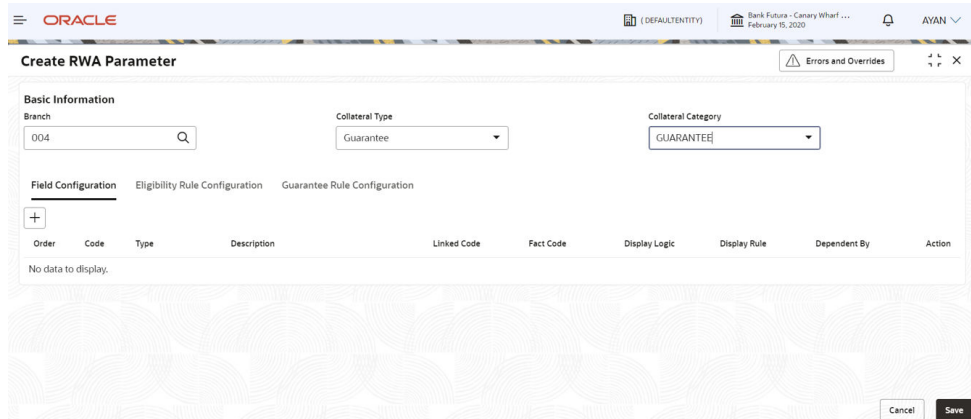 ORACLE
( DEFAULTENTITY)
Bank Futura - Canary Wharf ...
February 15, 2020
AYAN
Create RWA Parameter
Errors and Overrides
Basic Information
Branch
Collateral Type
Collateral Category
004
Guarantee
GUARANTEE
Field Configuration
Eligibility Rule Configuration
Guarantee Rule Configuration
Order
Code
Type
Description
Linked Code
Fact Code
Display Logic
Display Rule
Dependent By
Action
No data to display.
Cancel
Save